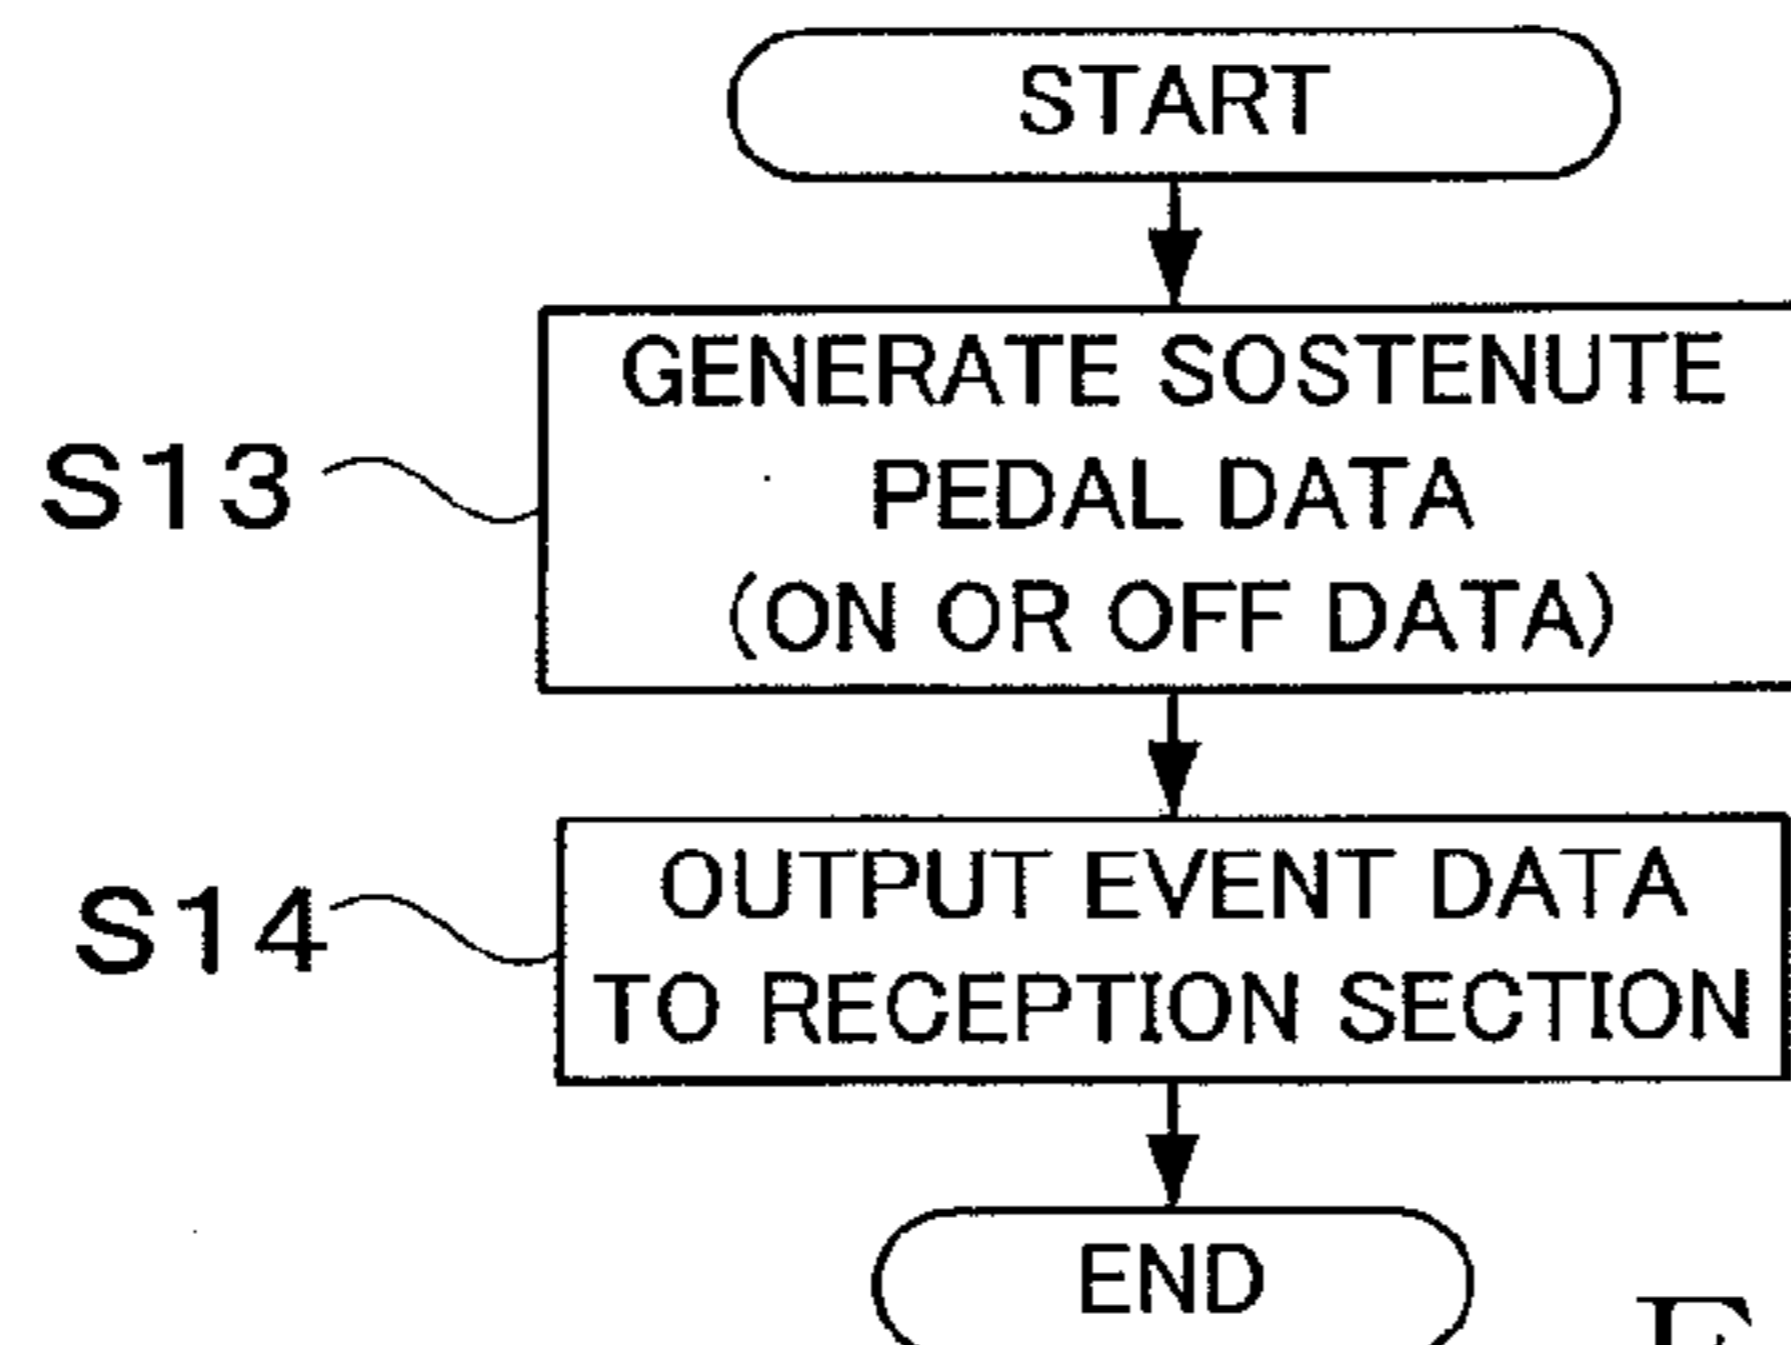 START
S13
GENERATE SOSTENUTE
PEDAL DATA
(ON OR OFF DATA)
S14
OUTPUT EVENT DATA
TO RECEPTION SECTION
END